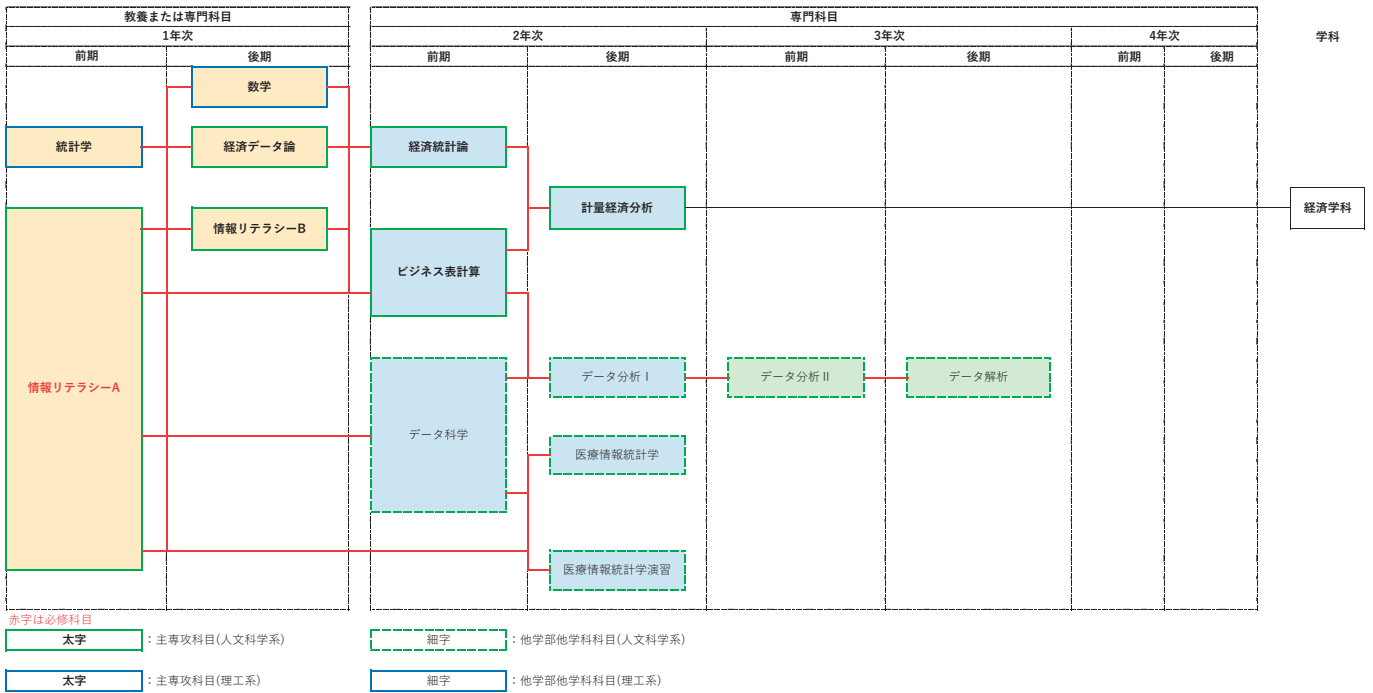 教養または専門科目
専門科目
1年次
2年次
3年次
4年次
学科
前期
後期
前期
後期
前期
後期
前期
後期
数学
統計学
経済データ論
経済統計論
計量経済分析
経済学科
情報リテラシーB
ビジネス表計算
情報リテラシーA
データ分析Ⅰ
データ分析Ⅱ
データ解析
データ科学
医療情報統計学
医療情報統計学演習
赤字は必修科目
太字
：主専攻科目(人文科学系)
細字
：他学部他学科科目(人文科学系)
太字
：主専攻科目(理工系)
細字
：他学部他学科科目(理工系)